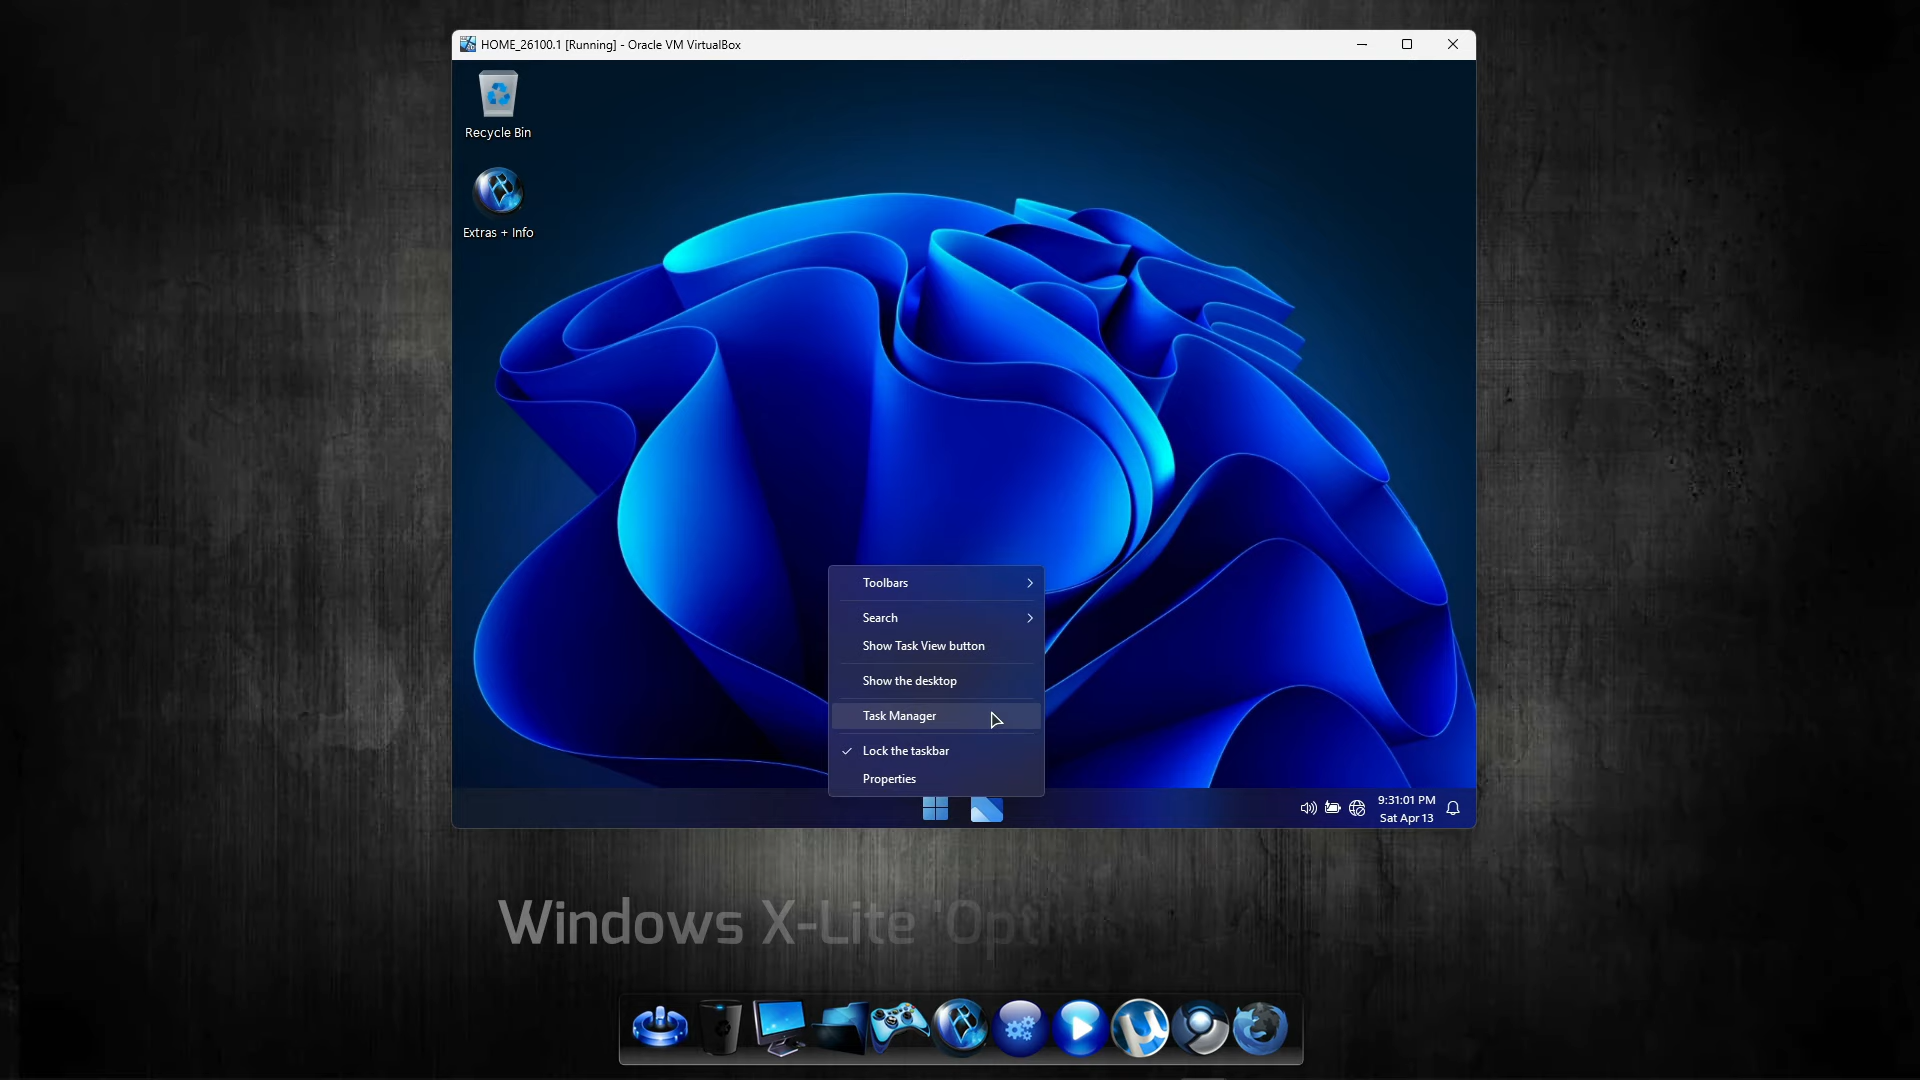 HOME_26100.1 [Running] - Oracle VM VirtualBox
Recycle Bin
Extras + Info
Toolbars
Search
Show Task View button
Show the desktop
Task Manager
Lock the taskbar
Properties
9:31:01 PM
Sat Apr 13
Windows X-Lite 'Opti